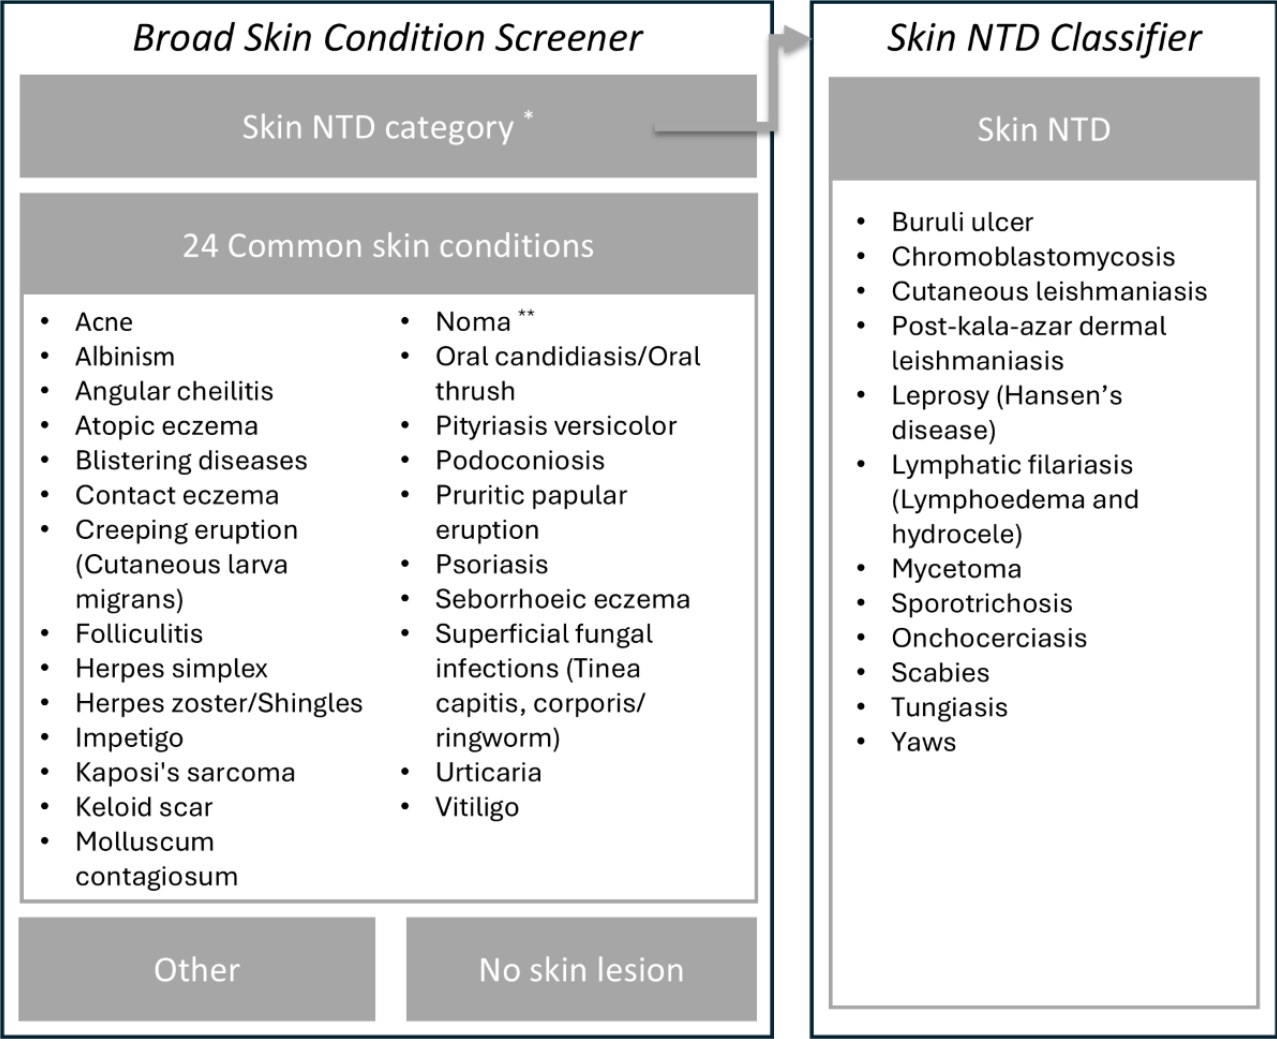 Broad Skin Condition Screener
Skin NTD category *
24 Common skin conditions
• Acne
• Albinism
• Angular cheilitis
• Atopic eczema
• Blistering diseases
• Contact eczema
• Creeping eruption
(Cutaneous larva
migrans)
• Folliculitis
• Herpes simplex
• Herpes zoster/Shingles
• Impetigo
• Kaposi's sarcoma
• Keloid scar
• Molluscum
contagiosum
• Noma **
• Oral candidiasis/Oral
thrush
• Pityriasis versicolor
• Podoconiosis
• Pruritic papular
eruption
• Psoriasis
• Seborrhoeic eczema
• Superficial fungal
infections (Tinea
capitis, corporis/
ringworm)
• Urticaria
• Vitiligo
Other
No skin lesion
Skin NTD Classifier
Skin NTD
• Buruli ulcer
• Chromoblastomycosis
• Cutaneous leishmaniasis
• Post-kala-azar dermal
leishmaniasis
• Leprosy (Hansen’s
disease)
• Lymphatic filariasis
(Lymphoedema and
hydrocele)
• Mycetoma
• Sporotrichosis
• Onchocerciasis
• Scabies
• Tungiasis
• Yaws